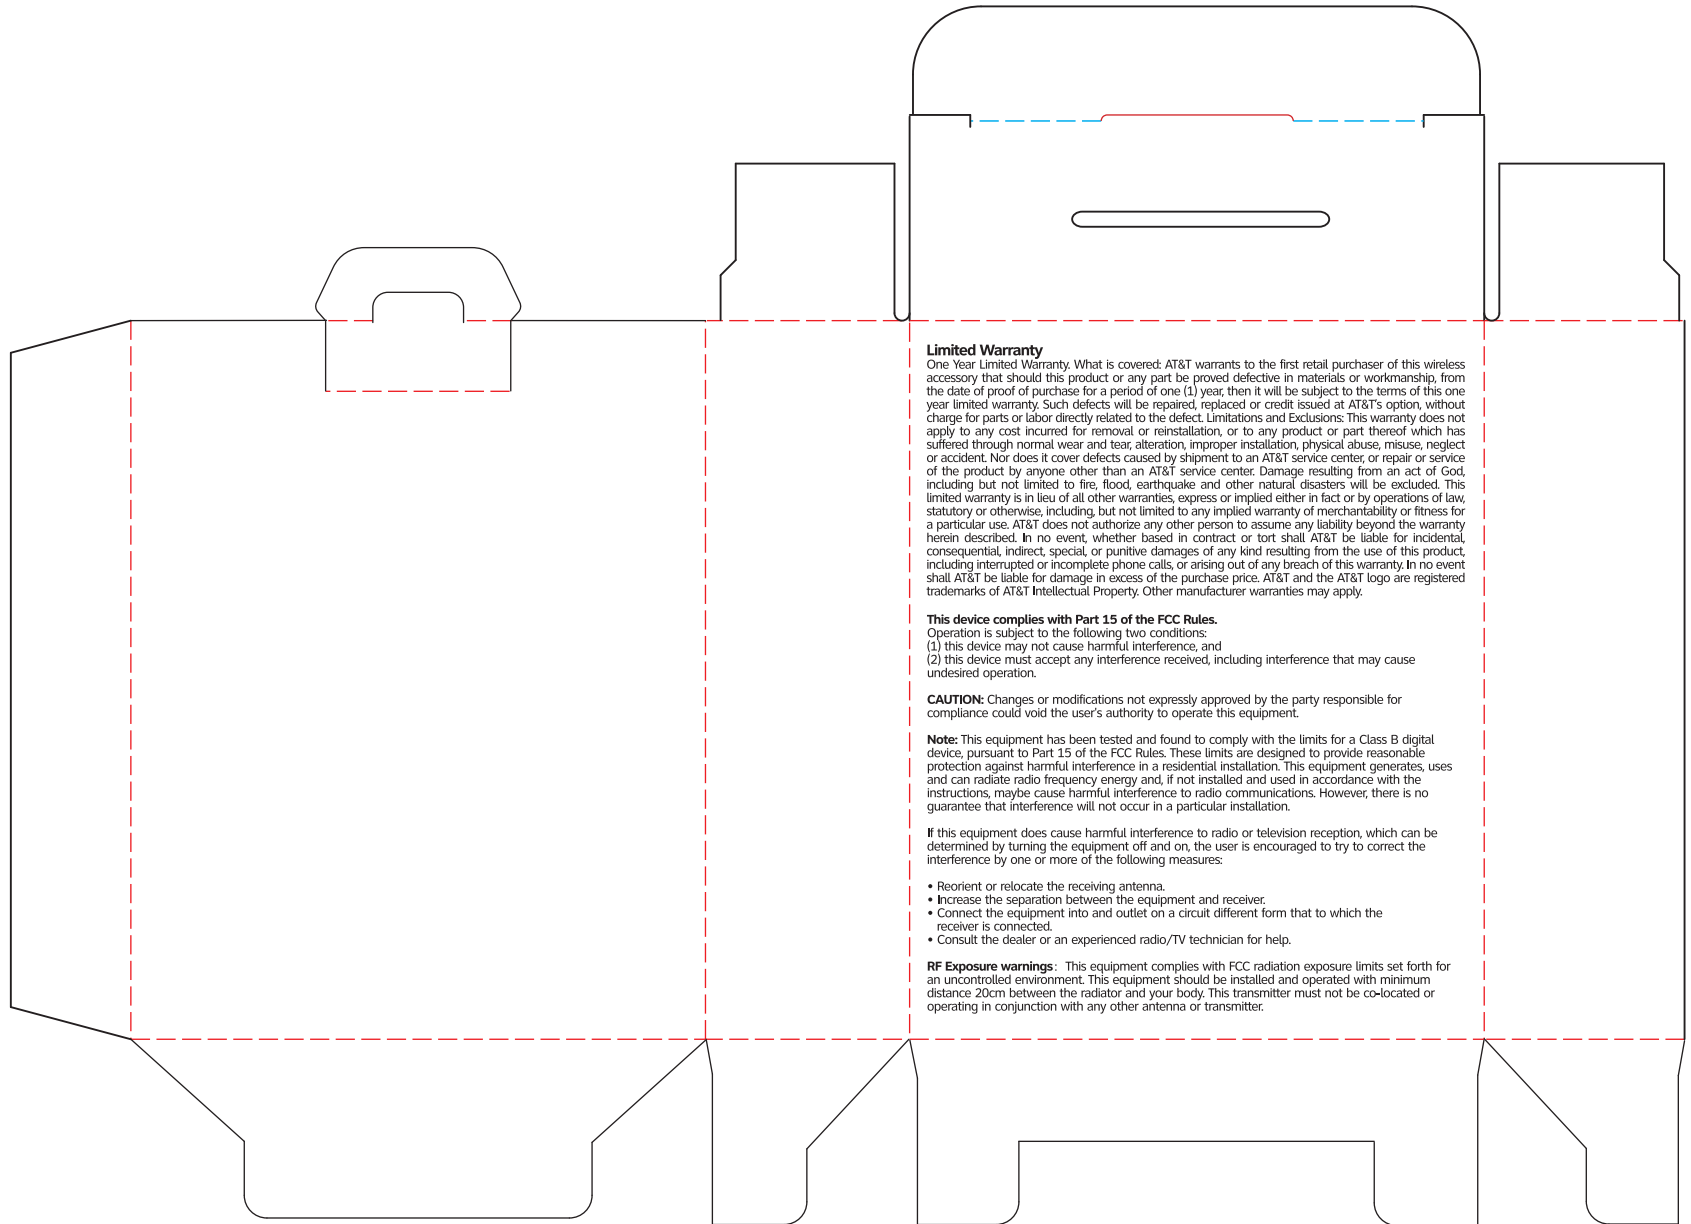 Limited Warranty
One Year Limited Warranty. What is covered: AT&T warrants to the first retail purchaser of this wireless
accessory that should this product or any part be proved defective in materials or workmanship, from
the date of proof of purchase for a period of one (1) year, then it will be subject to the terms of this one
year limited warranty. Such defects will be repaired, replaced or credit issued at AT&T's option, without
charge for parts or labor directly related to the defect. Limitations and Exclusions: This warranty does not
apply to any cost incurred for removal or reinstallation, or to any product or part thereof which has
suffered through normal wear and tear, alteration, improper installation, physical abuse, misuse, neglect
or accident. Nor does it cover defects caused by shipment to an AT&T service center, or repair or service
of the product by anyone other than an AT&T service center. Damage resulting from an act of God,
including but not limited to fire, flood, earthquake and other natural disasters will be excluded. This
limited warranty is in lieu of all other warranties, express or implied either in fact or by operations of law,
statutory or otherwise, including, but not limited to any implied warranty of merchantability or fitness for
a particular use. AT&T does not authorize any other person to assume any liability beyond the warranty
herein described. In no event, whether based in contract or tort shall AT&T be liable for incidental,
consequential, indirect, special, or punitive damages of any kind resulting from the use of this product,
including interrupted or incomplete phone calls, or arising out of any breach of this warranty. In no event
shall AT&T be liable for damage in excess of the purchase price. AT&T and the AT&T logo are registered
trademarks of AT&T Intellectual Property. Other manufacturer warranties may apply.
This device complies with Part 15 of the FCC Rules.
Operation is subject to the following two conditions:
(1) this device may not cause harmful interference, and
(2) this device must accept any interference received, including interference that may cause
undesired operation.
CAUTION: Changes or modifications not expressly approved by the party responsible for
compliance could void the user's authority to operate this equipment.
Note: This equipment has been tested and found to comply with the limits for a Class B digital
device, pursuant to Part 15 of the FCC Rules. These limits are designed to provide reasonable
protection against harmful interference in a residential installation. This equipment generates, uses
and can radiate radio frequency energy and, if not installed and used in accordance with the
instructions, maybe cause harmful interference to radio communications. However, there is no
guarantee that interference will not occur in a particular installation.
If this equipment does cause harmful interference to radio or television reception, which can be
determined by turning the equipment off and on, the user is encouraged to try to correct the
interference by one or more of the following measures:
• Reorient or relocate the receiving antenna.
• Increase the separation between the equipment and receiver.
• Connect the equipment into and outlet on a circuit different form that to which the
receiver is connected.
• Consult the dealer or an experienced radio/TV technician for help.
RF Exposure warnings: This equipment complies with FCC radiation exposure limits set forth for
an uncontrolled environment. This equipment should be installed and operated with minimum
distance 20cm between the radiator and your body. This transmitter must not be co-located or
operating in conjunction with any other antenna or transmitter.